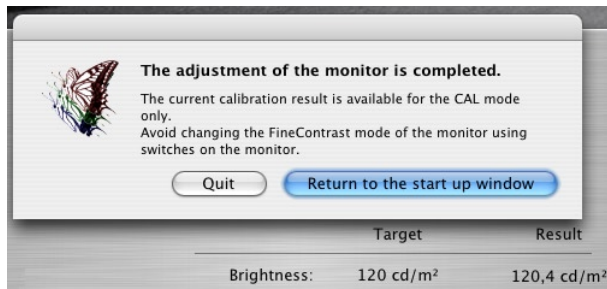 The adjustment of the monitor is completed.
The current calibration result is available for the CAL mode
only.
Avoid changing the FineContrast mode of the monitor using
switches on the monitor.
Quit Return to the start up window
Target Result
Brightness: 120 cd/m² 120,4 cd/m²